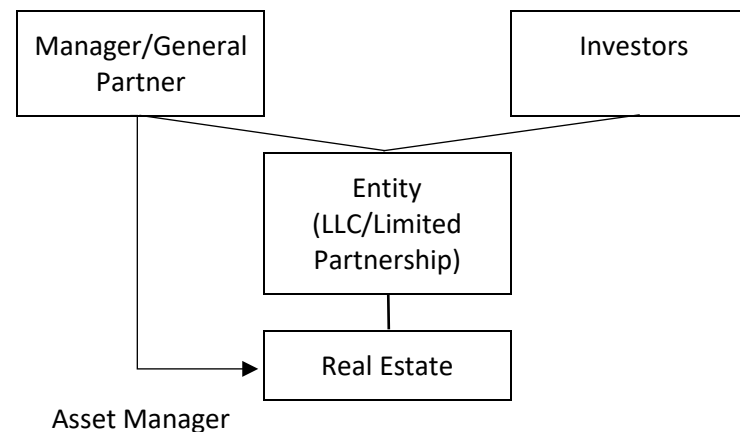 Manager/General
Partner
Investors
Entity
(LLC/Limited
Partnership)
Real Estate
Asset Manager